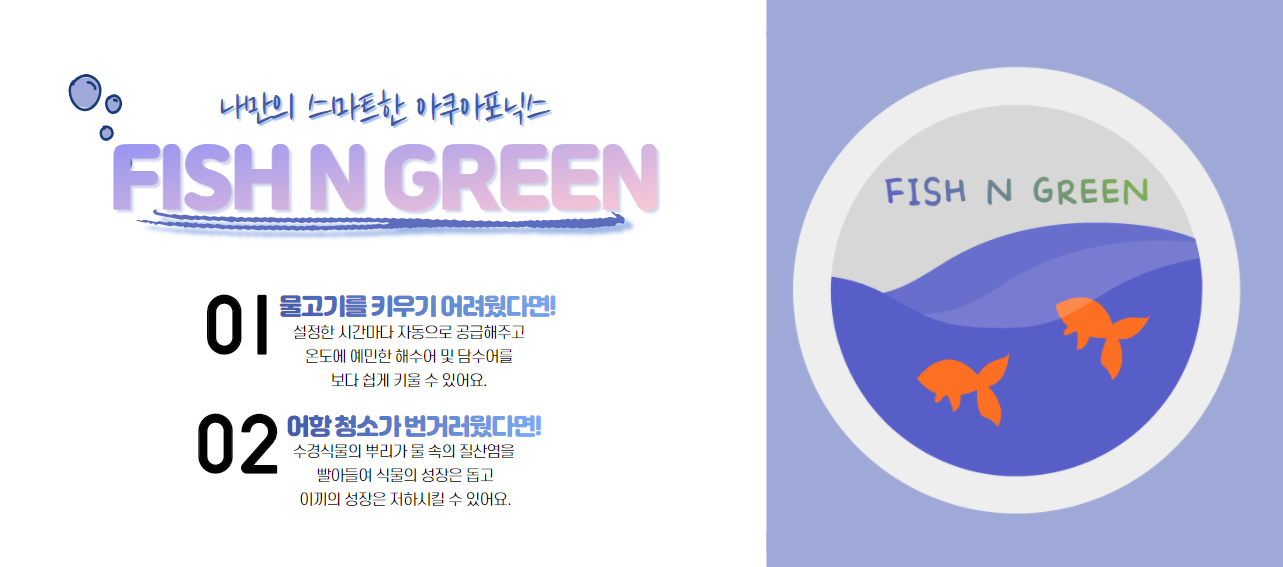 나만의 스마트한 아쿠아포닉스
FISH N GREEN
01 물고기를 키우기 어려웠다면!
설정한 시간마다 자동으로 공급해주고
온도에 예민한 해수어 및 담수어를
보다 쉽게 키울 수 있어요.
02 어항 청소가 번거러웠다면!
수경식물의 뿌리가 물 속의 질산염을
빨아들여 식물의 성장은 돕고
이끼의 성장은 저하시킬 수 있어요.
FISH N GREEN